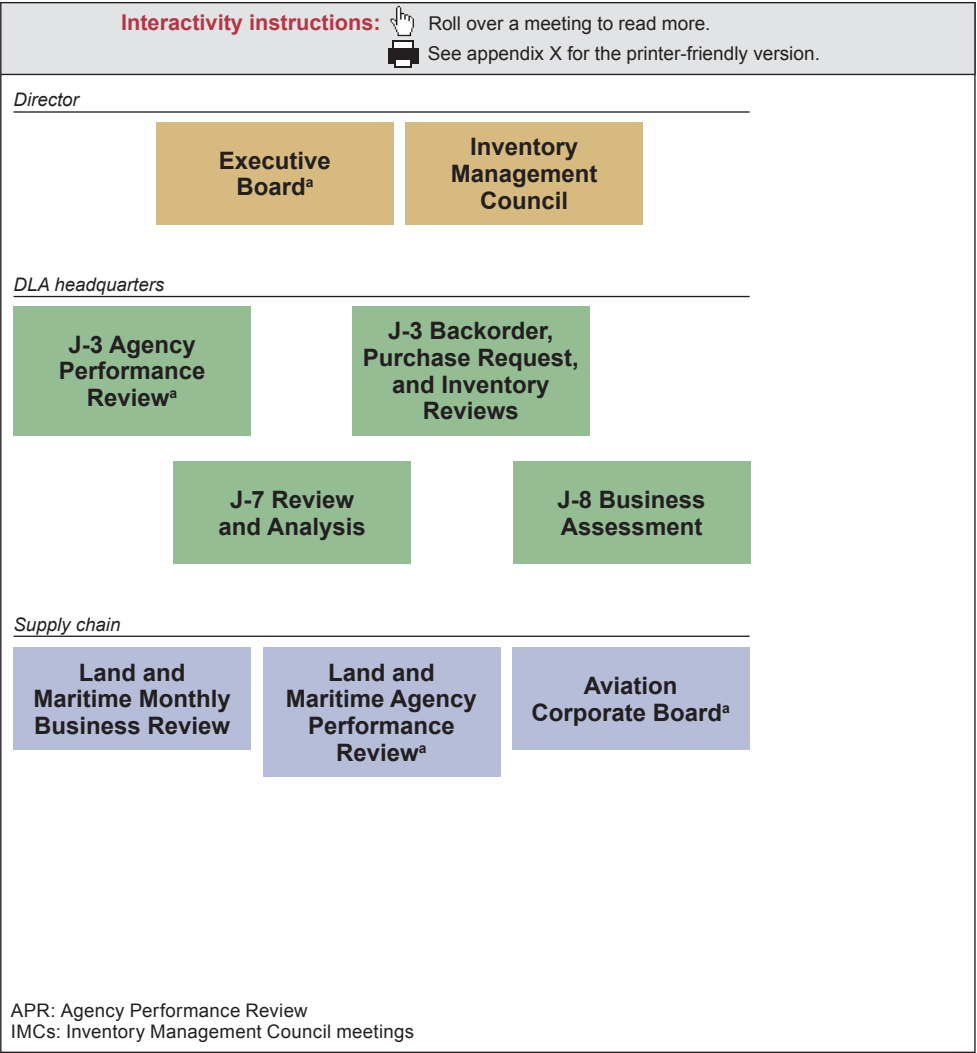 Interactivity instructions: Roll over a meeting to read more.
See appendix X for the printer-friendly version.
Director
Executive
Boardᵃ
Inventory
Management
Council
DLA headquarters
J-3 Agency
Performance
Reviewᵃ
J-3 Backorder,
Purchase Request,
and Inventory
Reviews
J-7 Review
and Analysis
J-8 Business
Assessment
Supply chain
Land and
Maritime Monthly
Business Review
Land and
Maritime Agency
Performance
Reviewᵃ
Aviation
Corporate Boardᵃ
APR: Agency Performance Review
IMCs: Inventory Management Council meetings